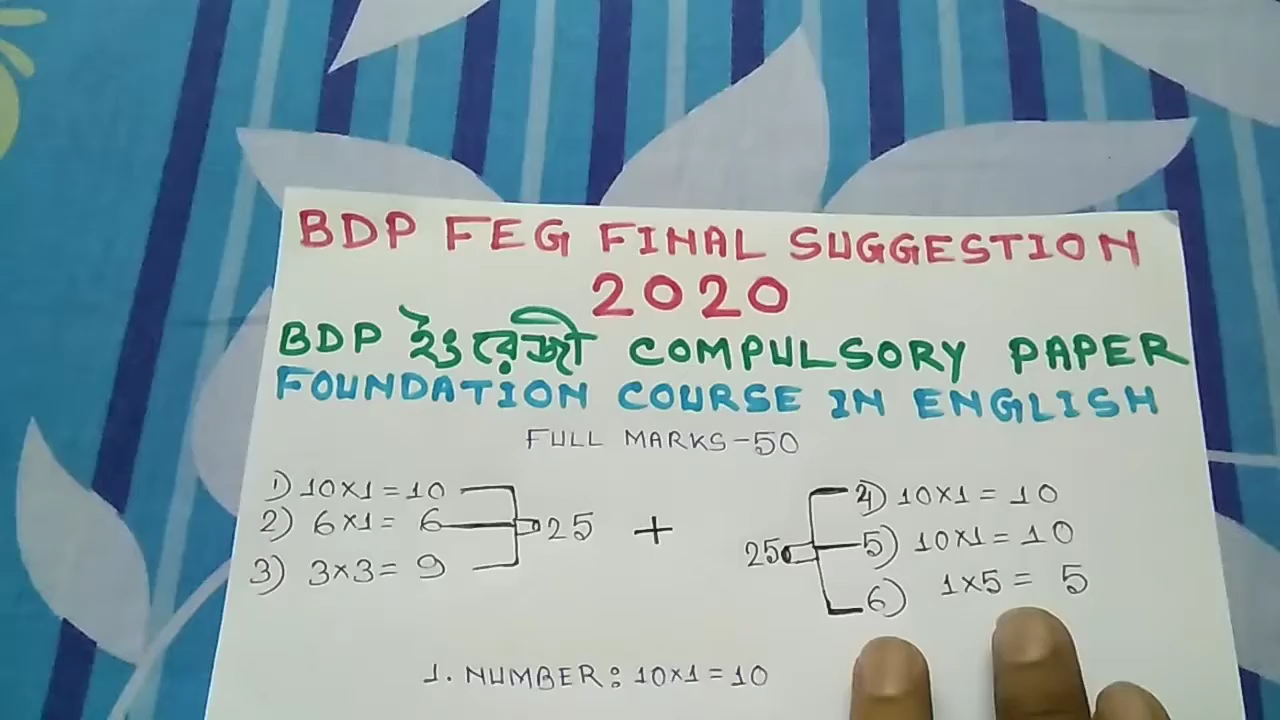 BDP FEG FINAL SUGGESTION
2020
BDP ইংরেজী COMPULSORY PAPER
FOUNDATION COURSE IN ENGLISH
FULL MARKS-50
1) 10×1=10
2) 6×1= 6
3) 3×3= 9
25 + 25
4) 10×1= 10
5) 10×1= 10
6) 1×5= 5
1. NUMBER: 10×1=10